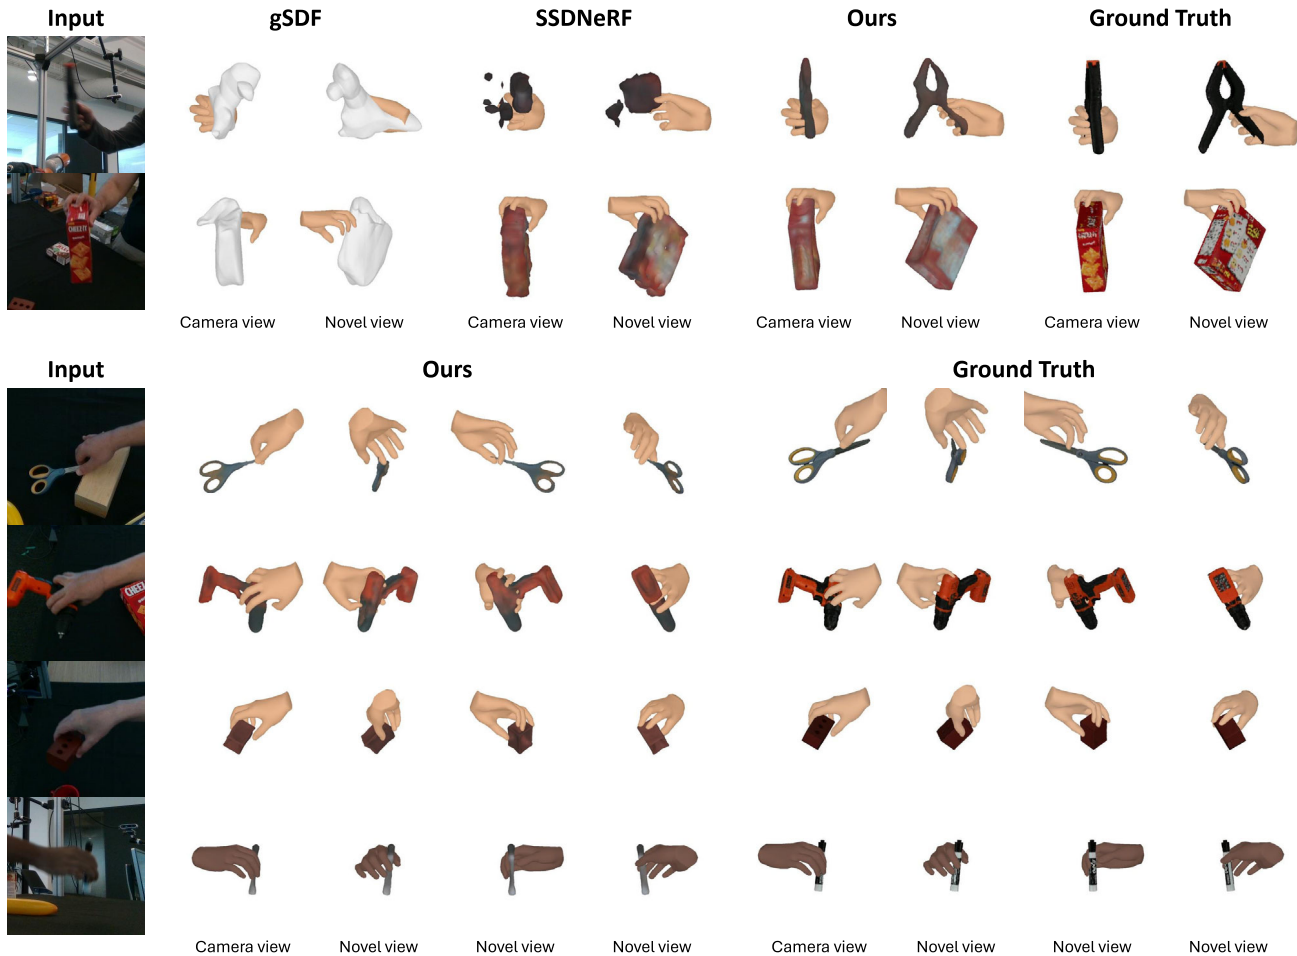 Input gSDF SSDNeRF Ours Ground Truth
CHEEZE
Camera view Novel view Camera view Novel view Camera view Novel view Camera view Novel view
Input Ours Ground Truth
Camera view Novel view Novel view Novel view Camera view Novel view Novel view Novel view